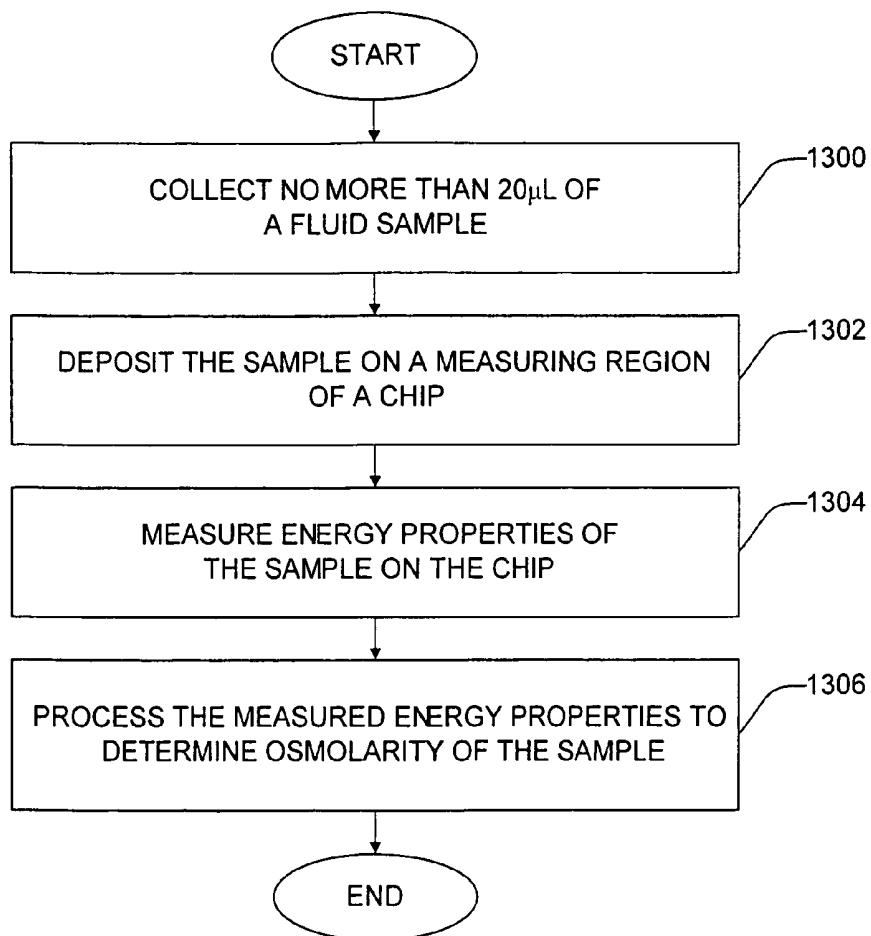 START
COLLECT NO MORE THAN 20µL OF
A FLUID SAMPLE
1300
DEPOSIT THE SAMPLE ON A MEASURING REGION
OF A CHIP
1302
MEASURE ENERGY PROPERTIES OF
THE SAMPLE ON THE CHIP
1304
PROCESS THE MEASURED ENERGY PROPERTIES TO
DETERMINE OSMOLARITY OF THE SAMPLE
1306
END